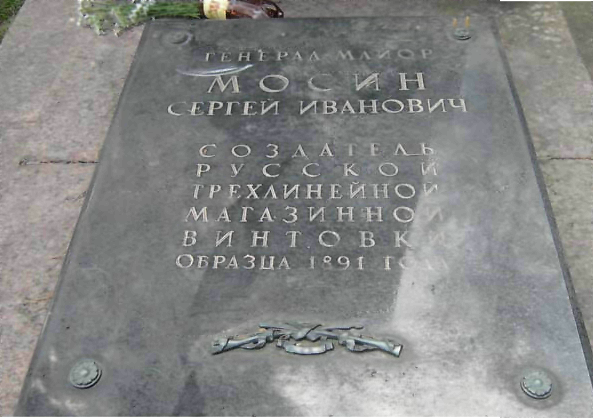 ГЕНЕРАЛ МАЙОР
МОСИН
СЕРГЕЙ ИВАНОВИЧ
СОЗДАТЕЛЬ
РУССКОЙ
ТРЕХЛИНЕЙНОЙ
МАГАЗИННОЙ
ВИНТОВКИ
ОБРАЗЦА 1891 ГОДА